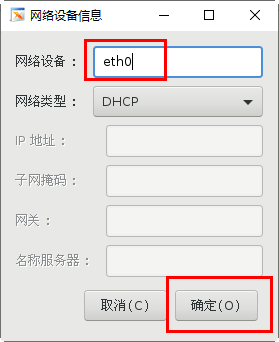 网络设备信息
网络设备： eth0
网络类型： DHCP
IP 地址：
子网掩码：
网关：
名称服务器：
取消(C) 确定(O)